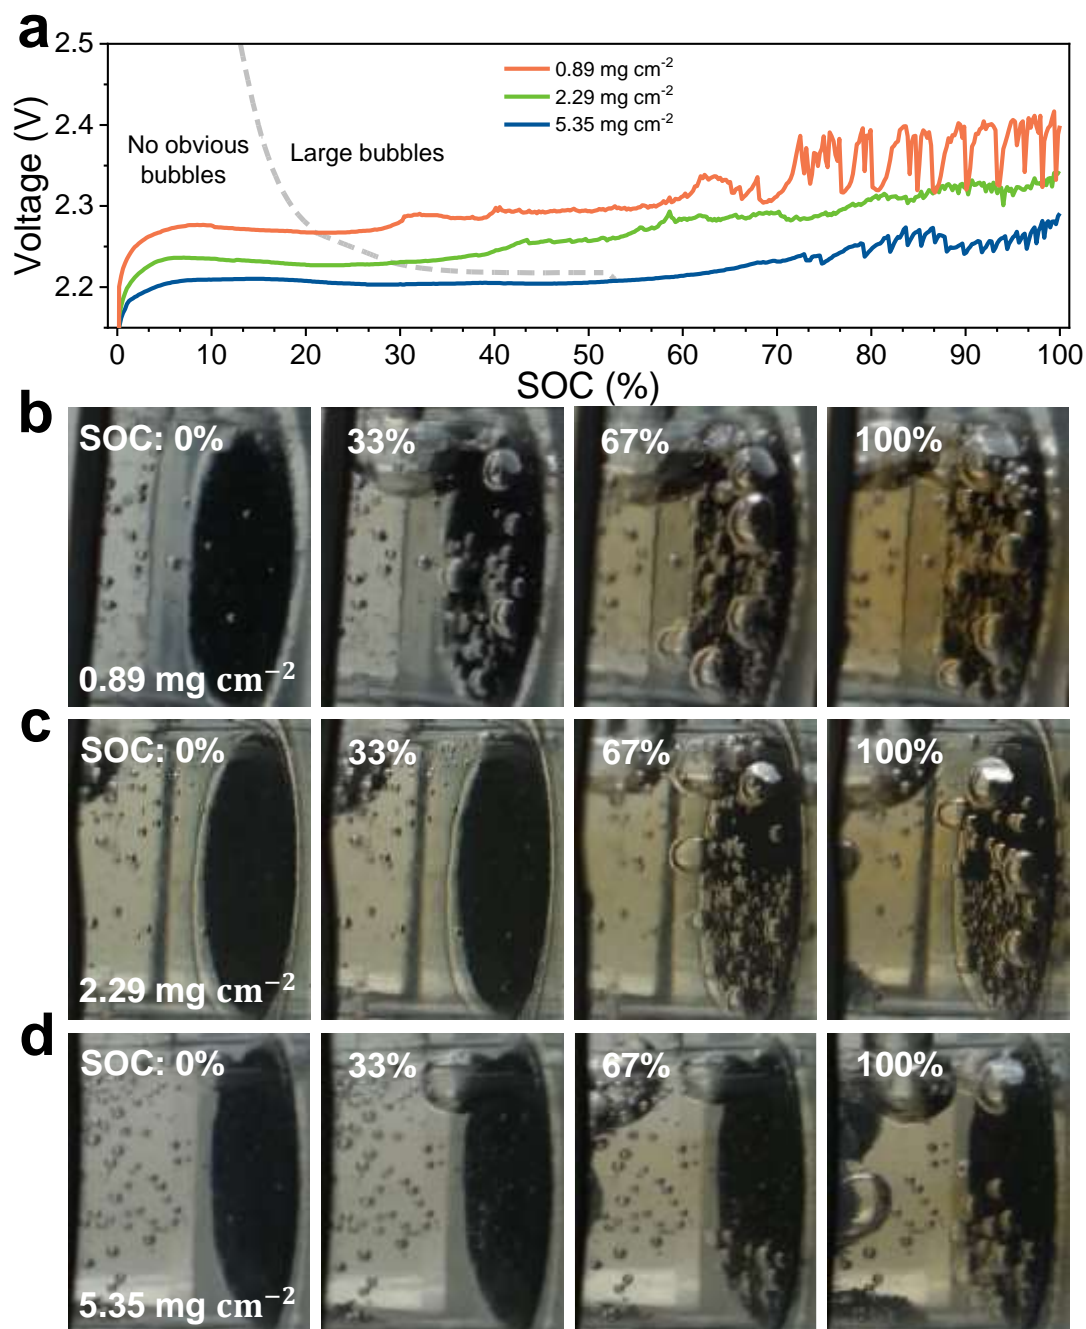 a
2.5
2.4
2.3
2.2
Voltage (V)
No obvious
bubbles
Large bubbles
0.89 mg cm⁻²
2.29 mg cm⁻²
5.35 mg cm⁻²
0 10 20 30 40 50 60 70 80 90 100
SOC (%)
b
SOC: 0% 33% 67% 100%
0.89 mg cm⁻²
c
SOC: 0% 33% 67% 100%
2.29 mg cm⁻²
d
SOC: 0% 33% 67% 100%
5.35 mg cm⁻²